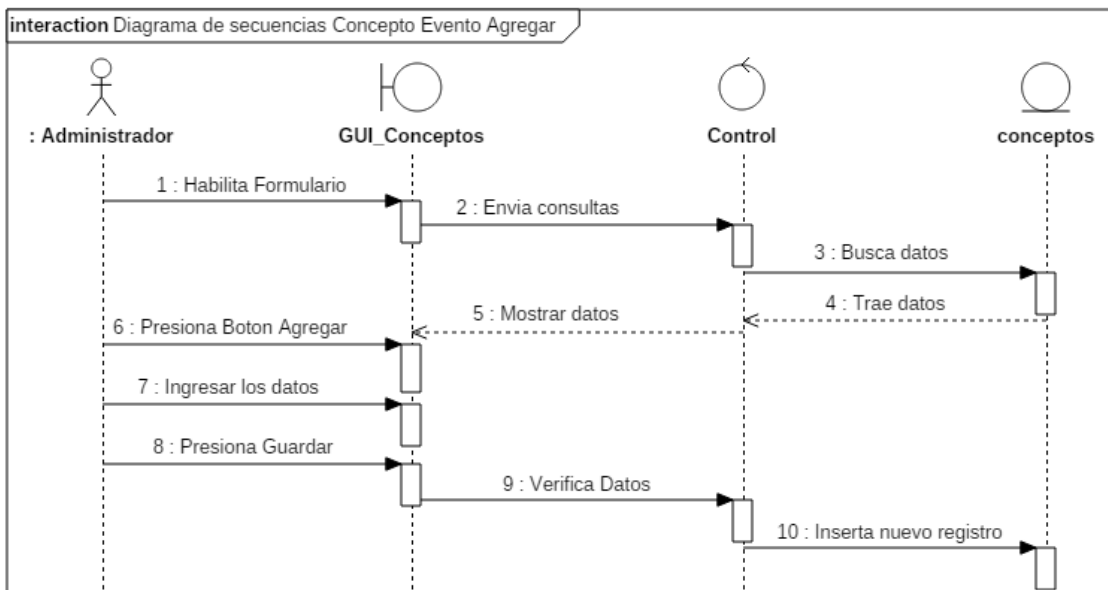 interaction Diagrama de secuencias Concepto Evento Agregar
: Administrador
GUI_Conceptos
Control
conceptos
1 : Habilita Formulario
2 : Envia consultas
3 : Busca datos
4 : Trae datos
5 : Mostrar datos
6 : Presiona Boton Agregar
7 : Ingresar los datos
8 : Presiona Guardar
9 : Verifica Datos
10 : Inserta nuevo registro